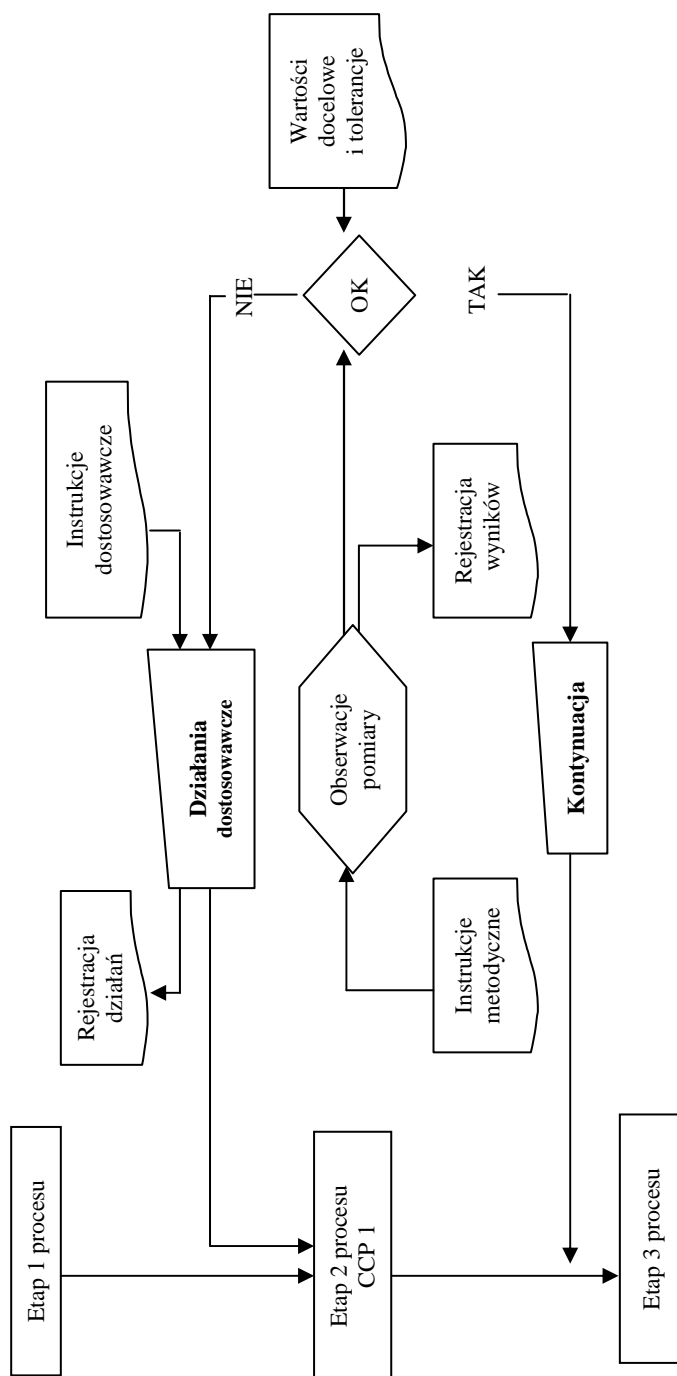 Etap 1 procesu
Rejestracja
działań
Działania
dostosowawcze
Instrukcje
dostosowawcze
NIE
Wartości
docelowe
i tolerancje
Etap 2 procesu
CCP 1
Obserwacje
pomiary
OK
Instrukcje
metodyczne
Rejestracja
wyników
TAK
Etap 3 procesu
Kontynuacja